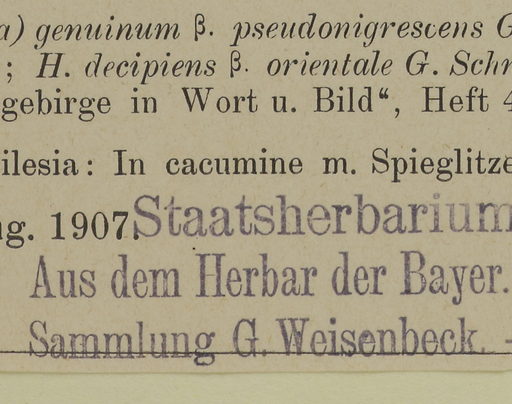 a) genuinum β. pseudonigrescens G
; H. decipiens β. orientale G. Schn
gebirge in Wort u. Bild“, Heft 4
ilesia: In cacumine m. Spieglitze
g. 1907.
Staatsherbarium
Aus dem Herbar der Bayer.
Sammlung G. Weisenbeck. -